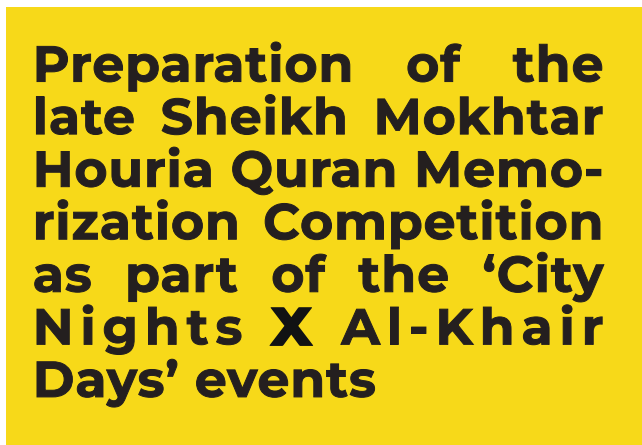 Preparation of the
late Sheikh Mokhtar
Houria Quran Memo-
rization Competition
as part of the ‘City
Nights X Al-Khair
Days’ events